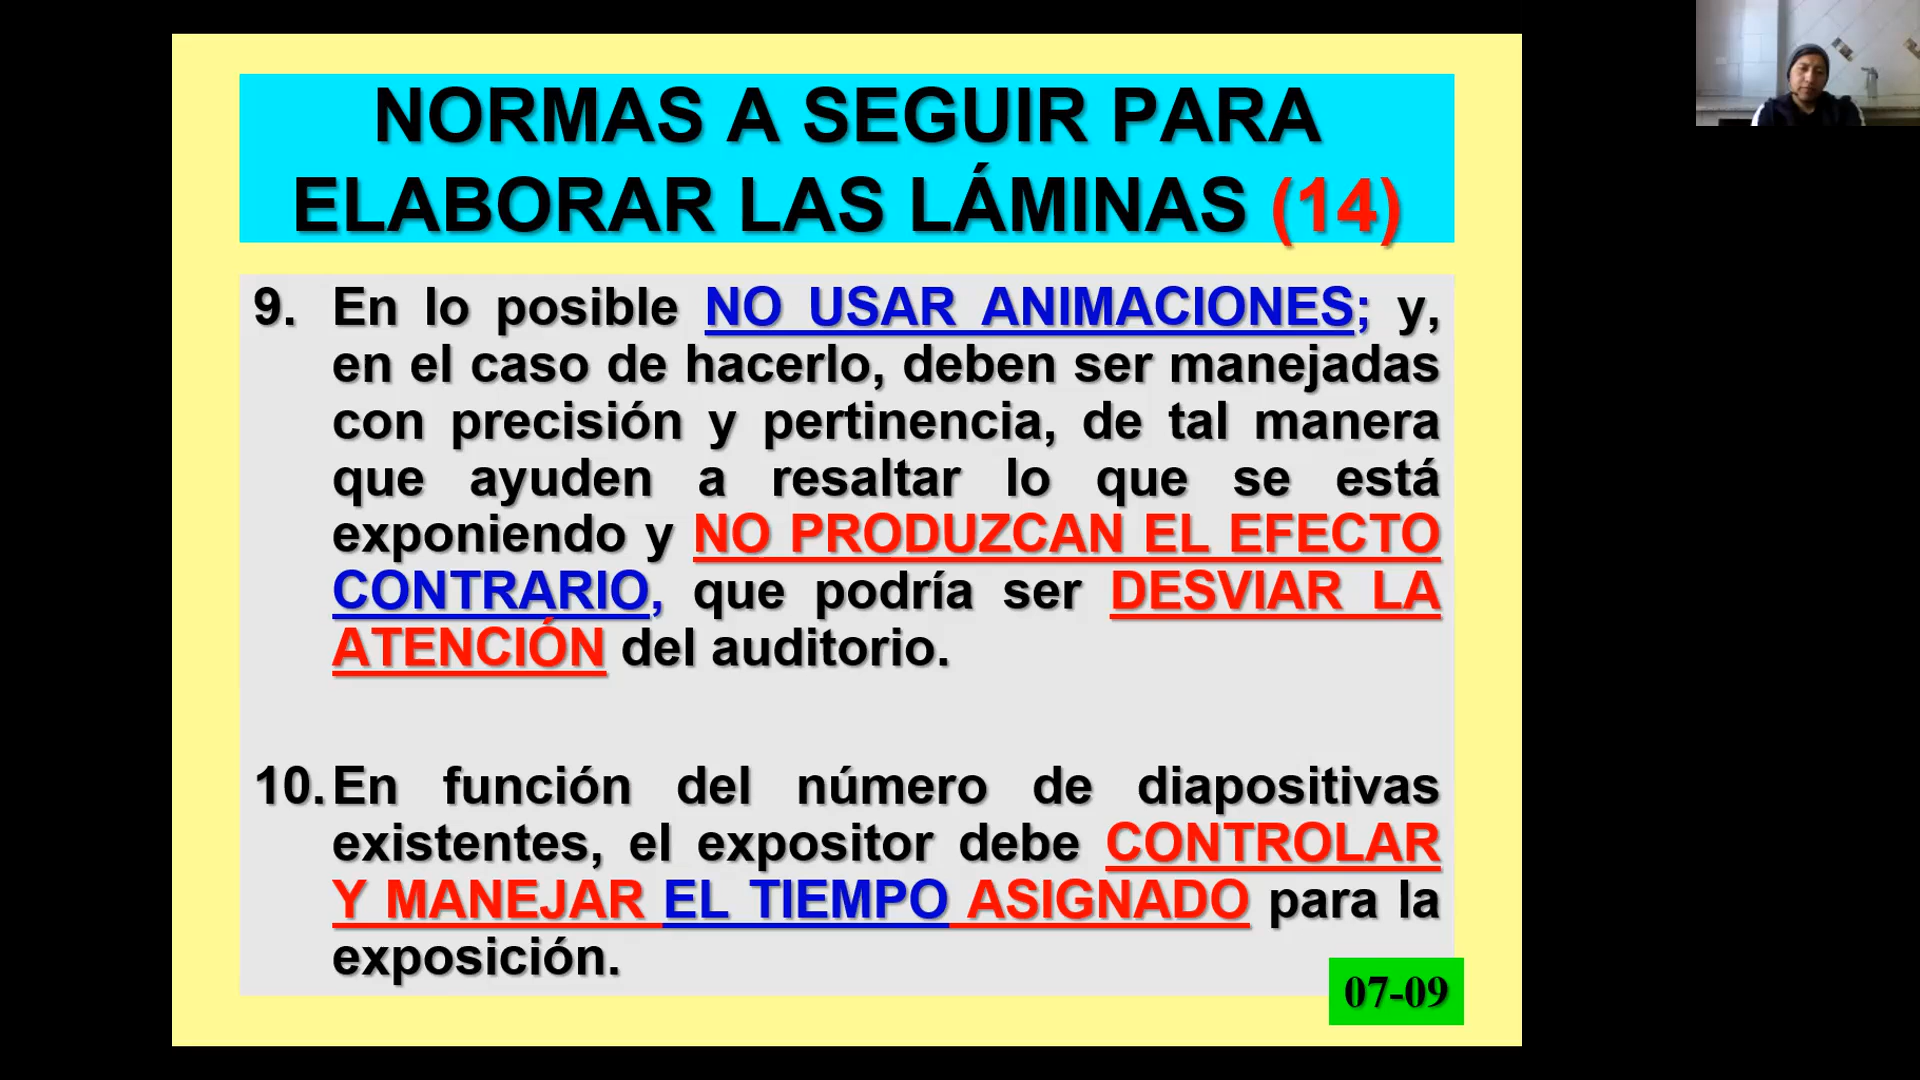 NORMAS A SEGUIR PARA
ELABORAR LAS LÁMINAS (14)
9. En lo posible NO USAR ANIMACIONES; y,
en el caso de hacerlo, deben ser manejadas
con precisión y pertinencia, de tal manera
que ayuden a resaltar lo que se está
exponiendo y NO PRODUZCAN EL EFECTO
CONTRARIO, que podría ser DESVIAR LA
ATENCIÓN del auditorio.
10. En función del número de diapositivas
existentes, el expositor debe CONTROLAR
Y MANEJAR EL TIEMPO ASIGNADO para la
exposición.
07-09